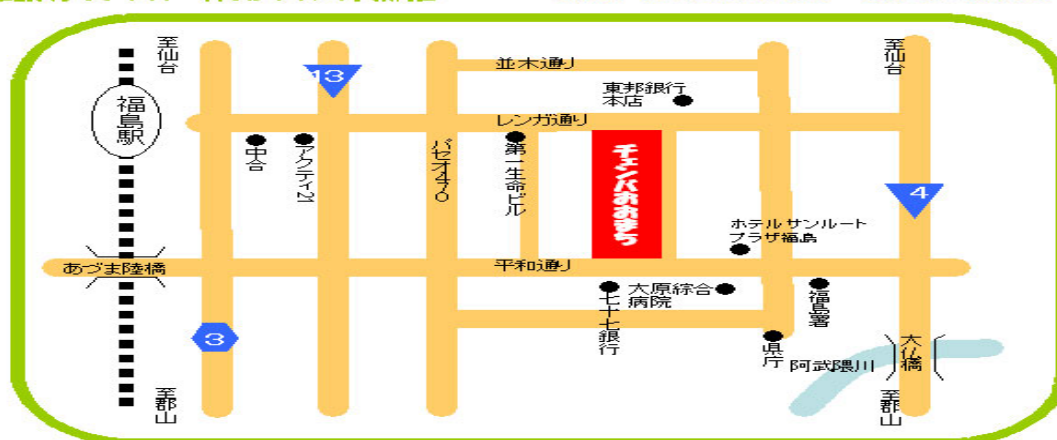 至仙台
13
至仙台
並木通り
東邦銀行
本店
福島駅
レンガ通り
中合
アクティ21
パセオ470
第一生命ビル
チェンバおおまち
4
ホテル サンルート
プラザ福島
あづま陸橋
平和通り
七十七銀行
大原綜合
病院
福島署
3
県庁
阿武隈川
大仏橋
至郡山
至郡山